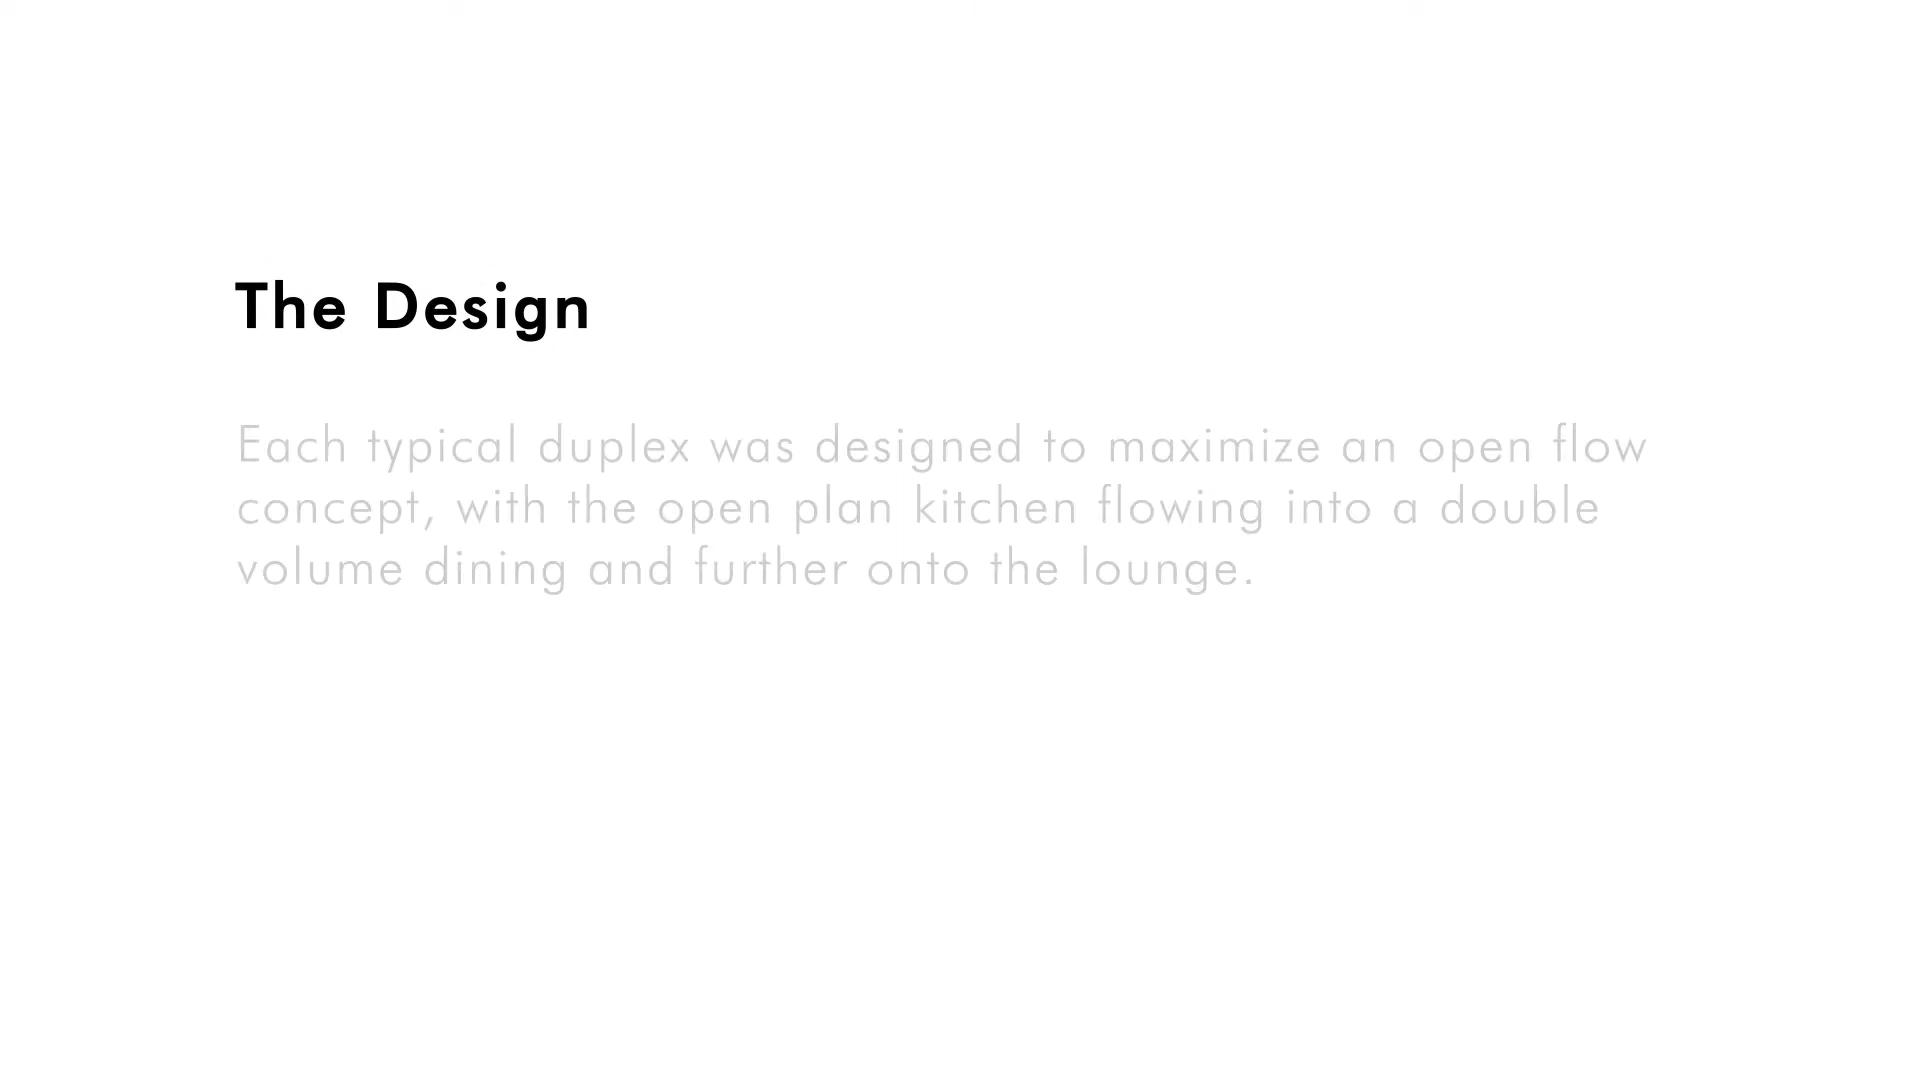 The Design
Each typical duplex was designed to maximize an open flow
concept, with the open plan kitchen flowing into a double
volume dining and further onto the lounge.